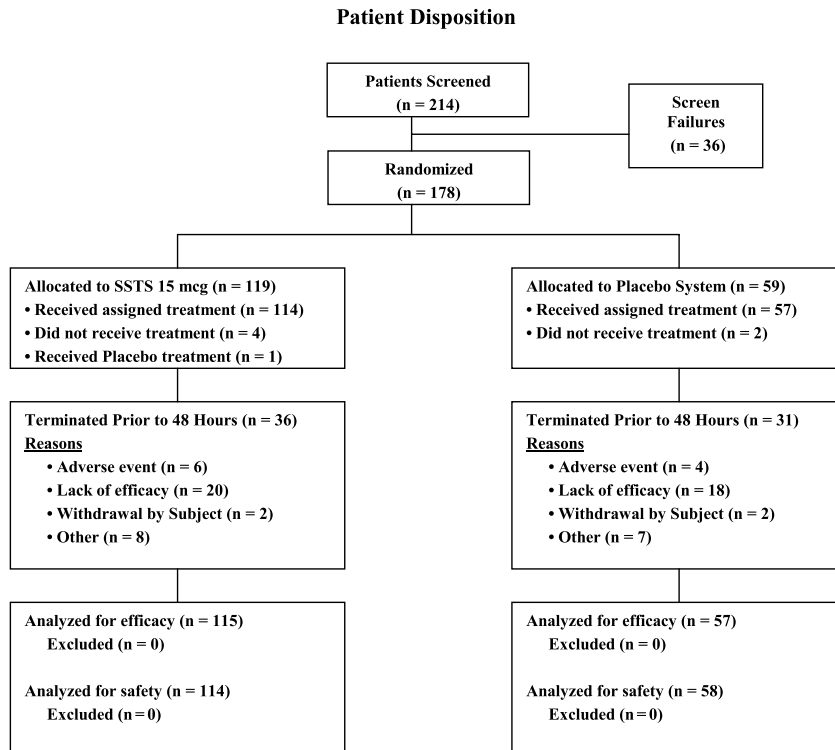 Patient Disposition
Patients Screened
(n = 214)
Screen
Failures
(n = 36)
Randomized
(n = 178)
Allocated to SSTS 15 mcg (n = 119)
• Received assigned treatment (n = 114)
• Did not receive treatment (n = 4)
• Received Placebo treatment (n = 1)
Allocated to Placebo System (n = 59)
• Received assigned treatment (n = 57)
• Did not receive treatment (n = 2)
Terminated Prior to 48 Hours (n = 36)
Reasons
• Adverse event (n = 6)
• Lack of efficacy (n = 20)
• Withdrawal by Subject (n = 2)
• Other (n = 8)
Terminated Prior to 48 Hours (n = 31)
Reasons
• Adverse event (n = 4)
• Lack of efficacy (n = 18)
• Withdrawal by Subject (n = 2)
• Other (n = 7)
Analyzed for efficacy (n = 115)
Excluded (n = 0)
Analyzed for safety (n = 114)
Excluded (n = 0)
Analyzed for efficacy (n = 57)
Excluded (n = 0)
Analyzed for safety (n = 58)
Excluded (n = 0)